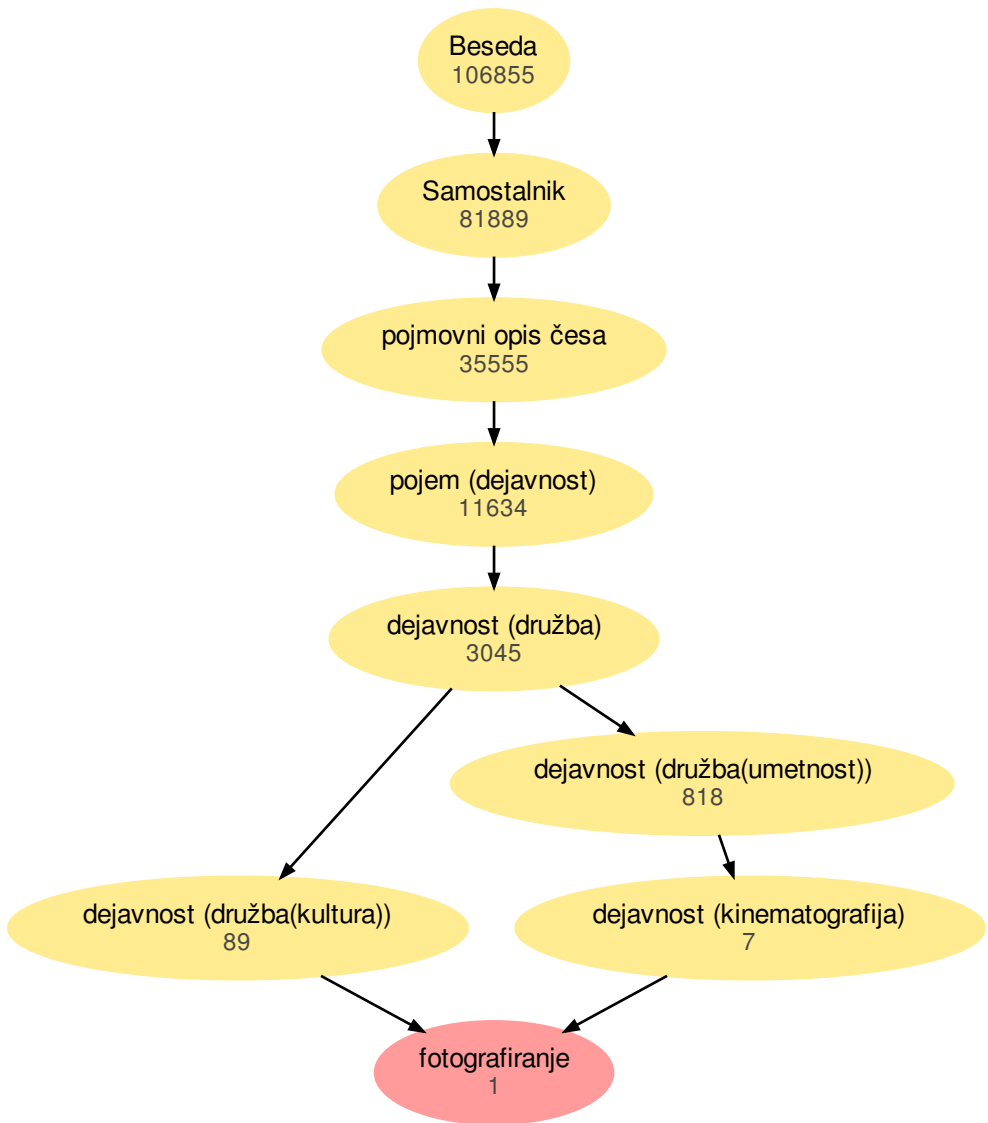 Beseda
106855
Samostalnik
81889
pojmovni opis česa
35555
pojem (dejavnost)
11634
dejavnost (družba)
3045
dejavnost (družba(umetnost))
818
dejavnost (družba(kultura))
89
dejavnost (kinematografija)
7
fotografiranje
1